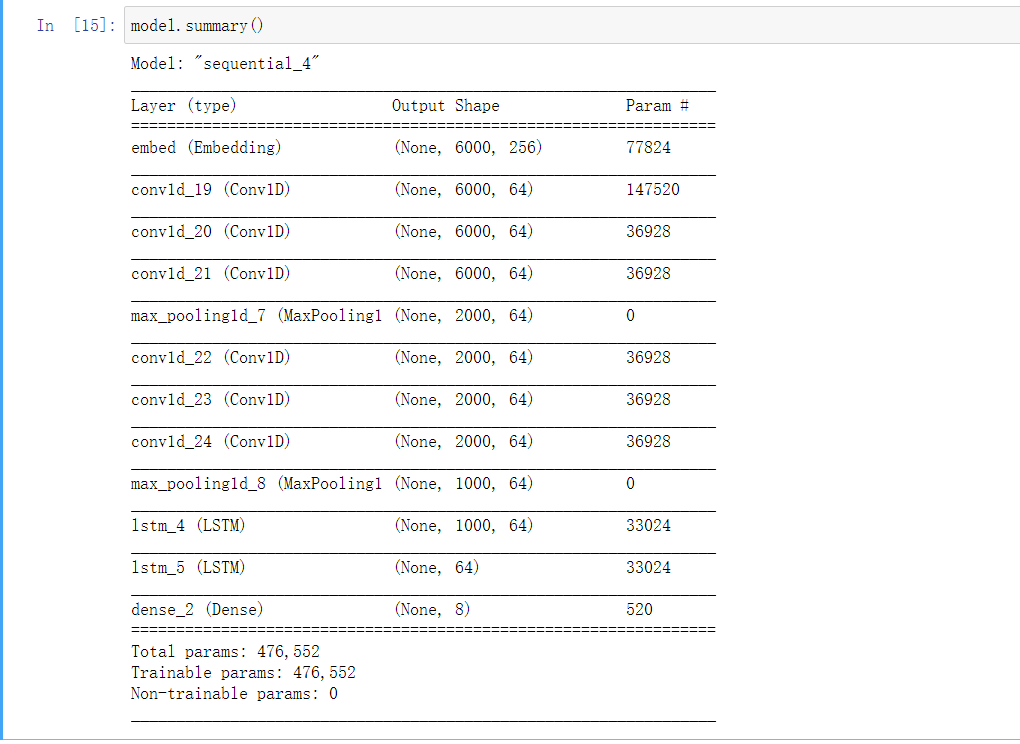 In [15]: model.summary()
Model: "sequential_4"
Layer (type) Output Shape Param #
=================================================================
embed (Embedding) (None, 6000, 256) 77824
conv1d_19 (Conv1D) (None, 6000, 64) 147520
conv1d_20 (Conv1D) (None, 6000, 64) 36928
conv1d_21 (Conv1D) (None, 6000, 64) 36928
max_pooling1d_7 (MaxPooling1 (None, 2000, 64) 0
conv1d_22 (Conv1D) (None, 2000, 64) 36928
conv1d_23 (Conv1D) (None, 2000, 64) 36928
conv1d_24 (Conv1D) (None, 2000, 64) 36928
max_pooling1d_8 (MaxPooling1 (None, 1000, 64) 0
lstm_4 (LSTM) (None, 1000, 64) 33024
lstm_5 (LSTM) (None, 64) 33024
dense_2 (Dense) (None, 8) 520
=================================================================
Total params: 476,552
Trainable params: 476,552
Non-trainable params: 0